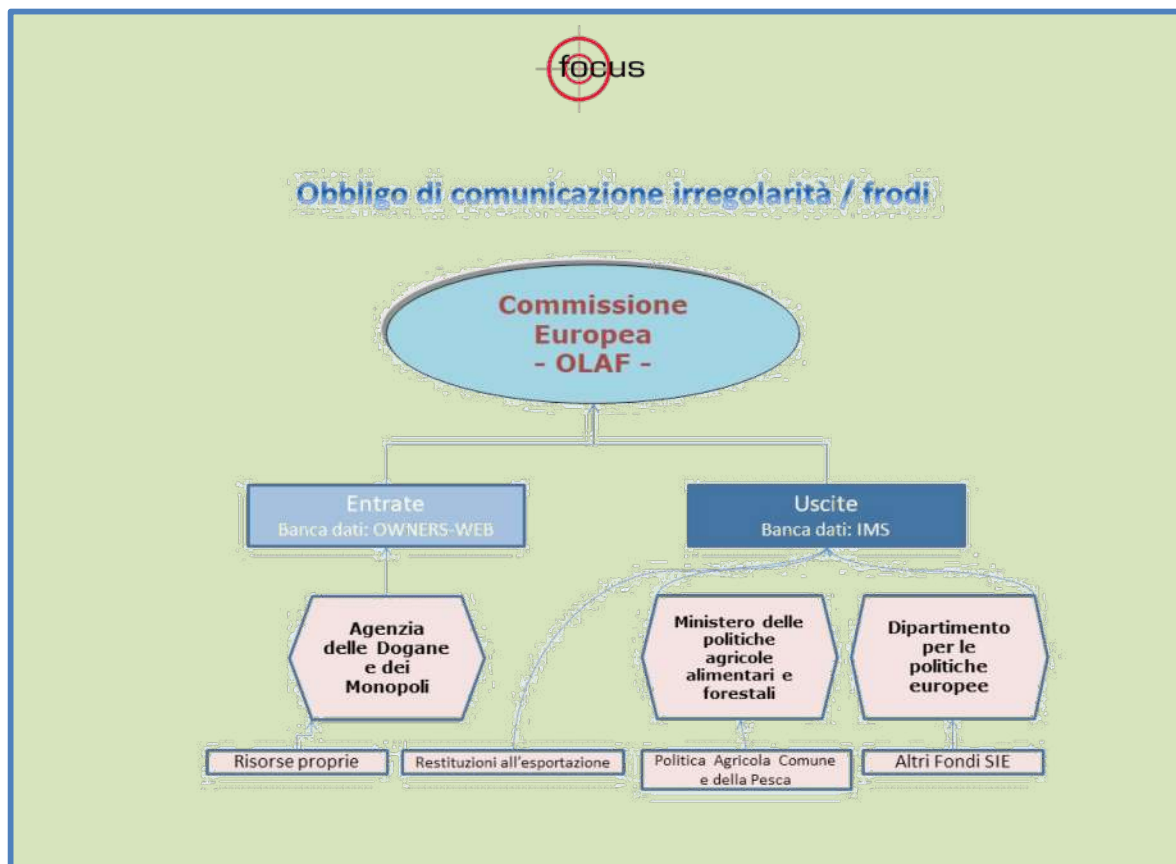 focus
Obbligo di comunicazione irregolarità / frodi
Commissione
Europea
- OLAF -
Entrate
Banca dati: OWNERS-WEB
Uscite
Banca dati: IMS
Agenzia
delle Dogane
e dei
Monopoli
Ministero delle
politiche
agricole
alimentari e
forestali
Dipartimento
per le
politiche
europee
Risorse proprie
Restituzioni all'esportazione
Politica Agricola Comune
e della Pesca
Altri Fondi SIE